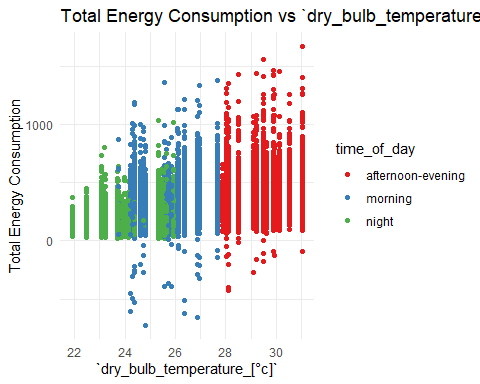 Total Energy Consumption vs `dry_bulb_temperature
Total Energy Consumption
1000
0
22
24
26
28
30
`dry_bulb_temperature_[°c]`
time_of_day
afternoon-evening
morning
night